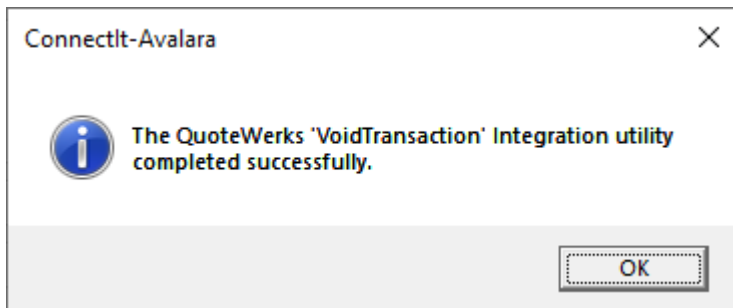 ConnectIt-Avalara
The QuoteWerks 'VoidTransaction' Integration utility
completed successfully.
OK